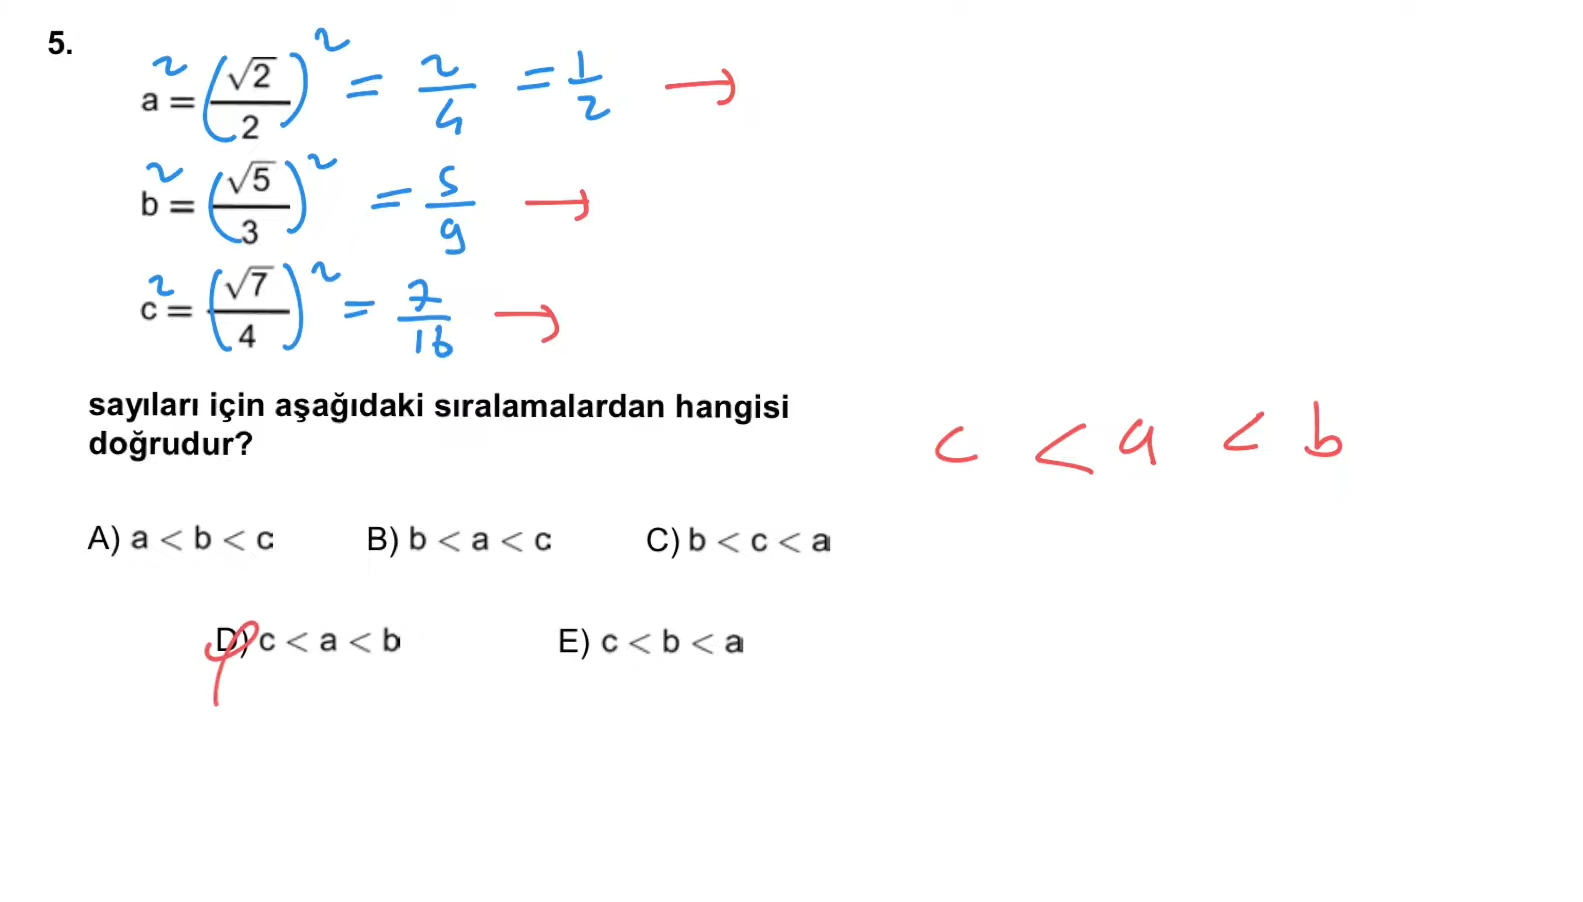 5.
a² = (√2/2)² = 2/4 = 1/2 →
b² = (√5/3)² = 5/9 →
c² = (√7/4)² = 7/16 →
sayıları için aşağıdaki sıralamalardan hangisi
doğrudur?
c < a < b
A) a < b < c B) b < a < c C) b < c < a
D) c < a < b E) c < b < a